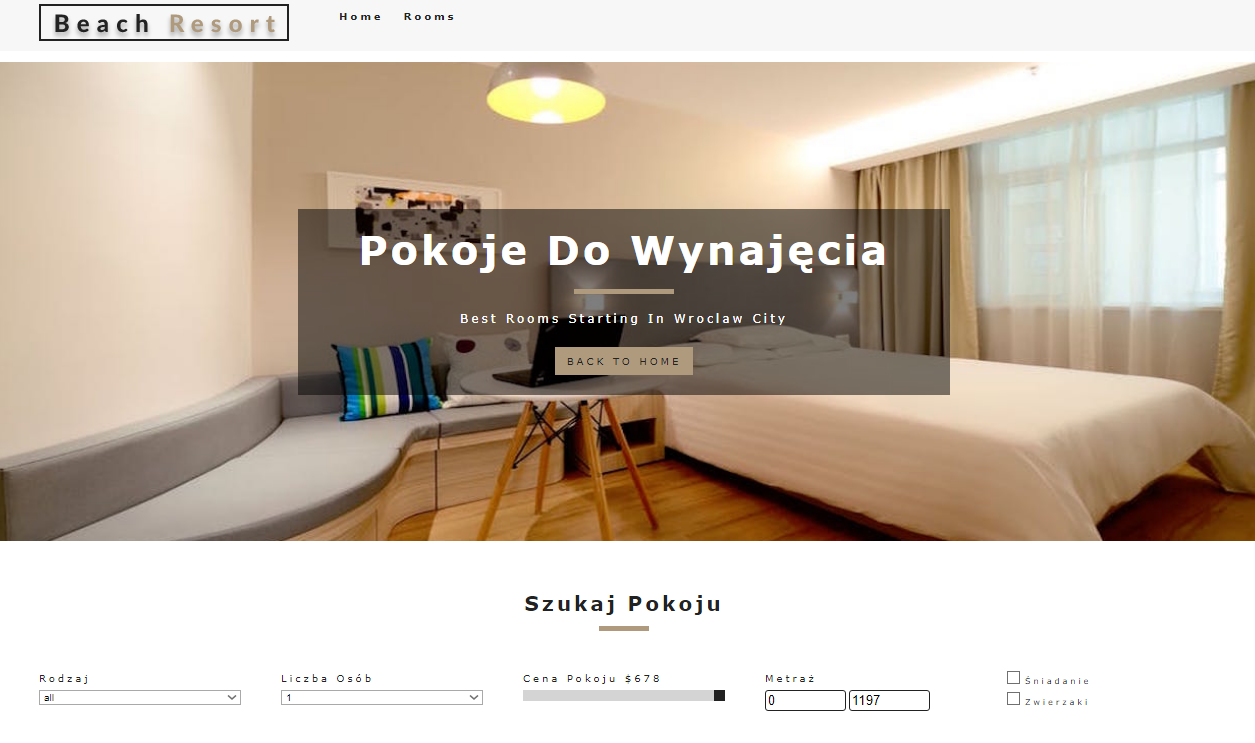 Beach Resort
Home Rooms
Pokoje Do Wynajęcia
Best Rooms Starting In Wroclaw City
BACK TO HOME
Szukaj Pokoju
Rodzaj
all
Liczba Osób
1
Cena Pokoju $678
Metraż
0 1197
Śniadanie
Zwierzaki